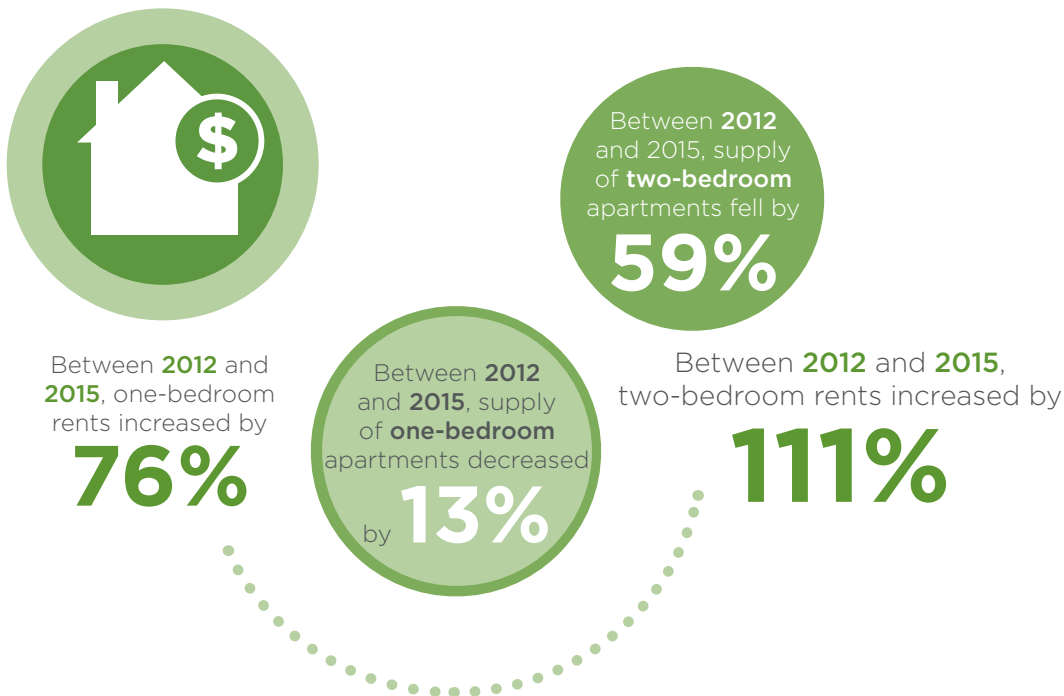 $
Between 2012 and
2015, one-bedroom
rents increased by
76%
Between 2012
and 2015, supply
of one-bedroom
apartments decreased
by 13%
Between 2012
and 2015, supply
of two-bedroom
apartments fell by
59%
Between 2012 and 2015,
two-bedroom rents increased by
111%